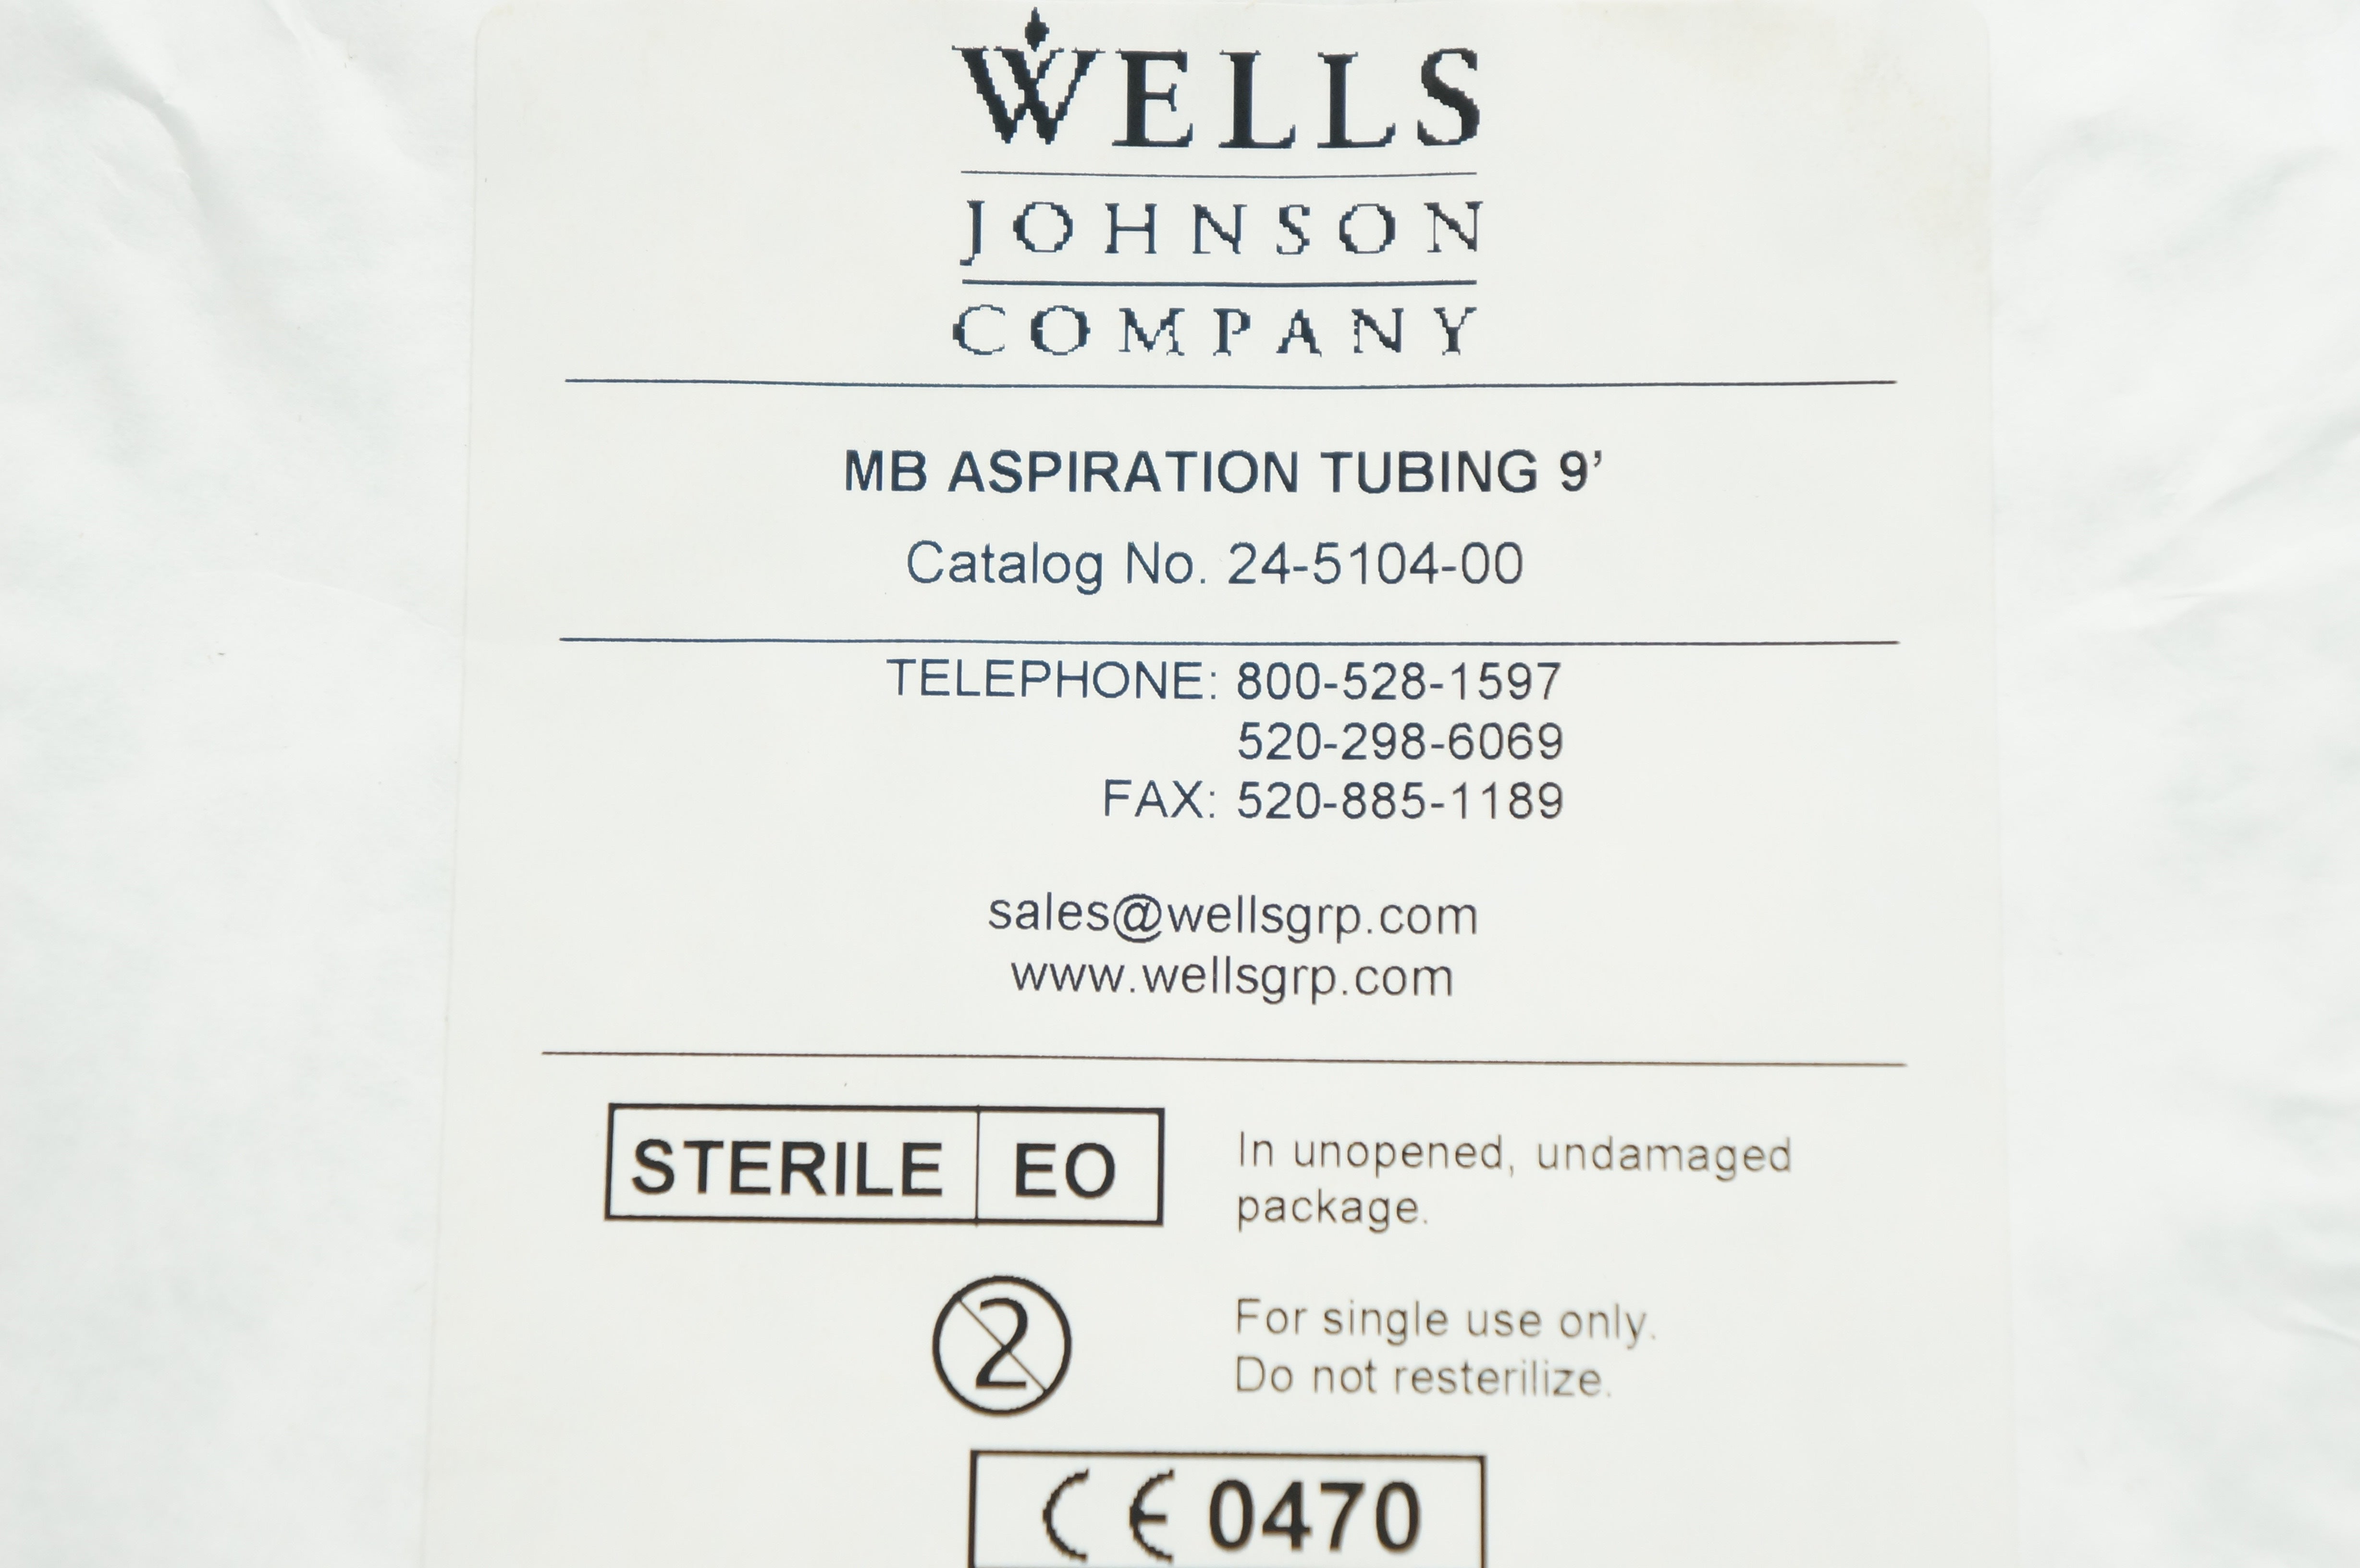 WELLS
JOHNSON
COMPANY
MB ASPIRATION TUBING 9’
Catalog No. 24-5104-00
TELEPHONE: 800-528-1597
520-298-6069
FAX: 520-885-1189
sales@wellsgrp.com
www.wellsgrp.com
STERILE EO In unopened, undamaged
package.
2 For single use only.
Do not resterilize.
CE 0470